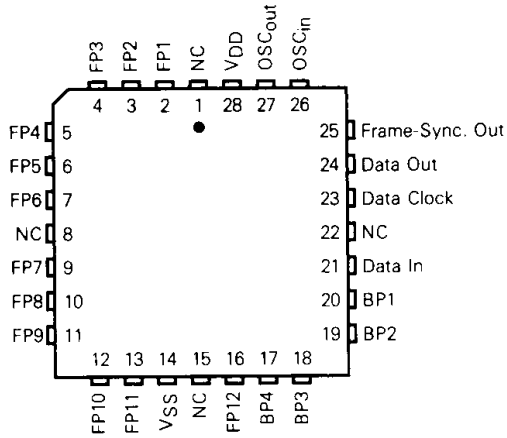 FP3 FP2 FP1 NC VDD OSCout OSCin
4 3 2 1 28 27 26
FP4 5 25 Frame-Sync. Out
FP5 6 24 Data Out
FP6 7 23 Data Clock
NC 8 22 NC
FP7 9 21 Data In
FP8 10 20 BP1
FP9 11 19 BP2
12 13 14 15 16 17 18
FP10 FP11 VSS NC FP12 BP4 BP3